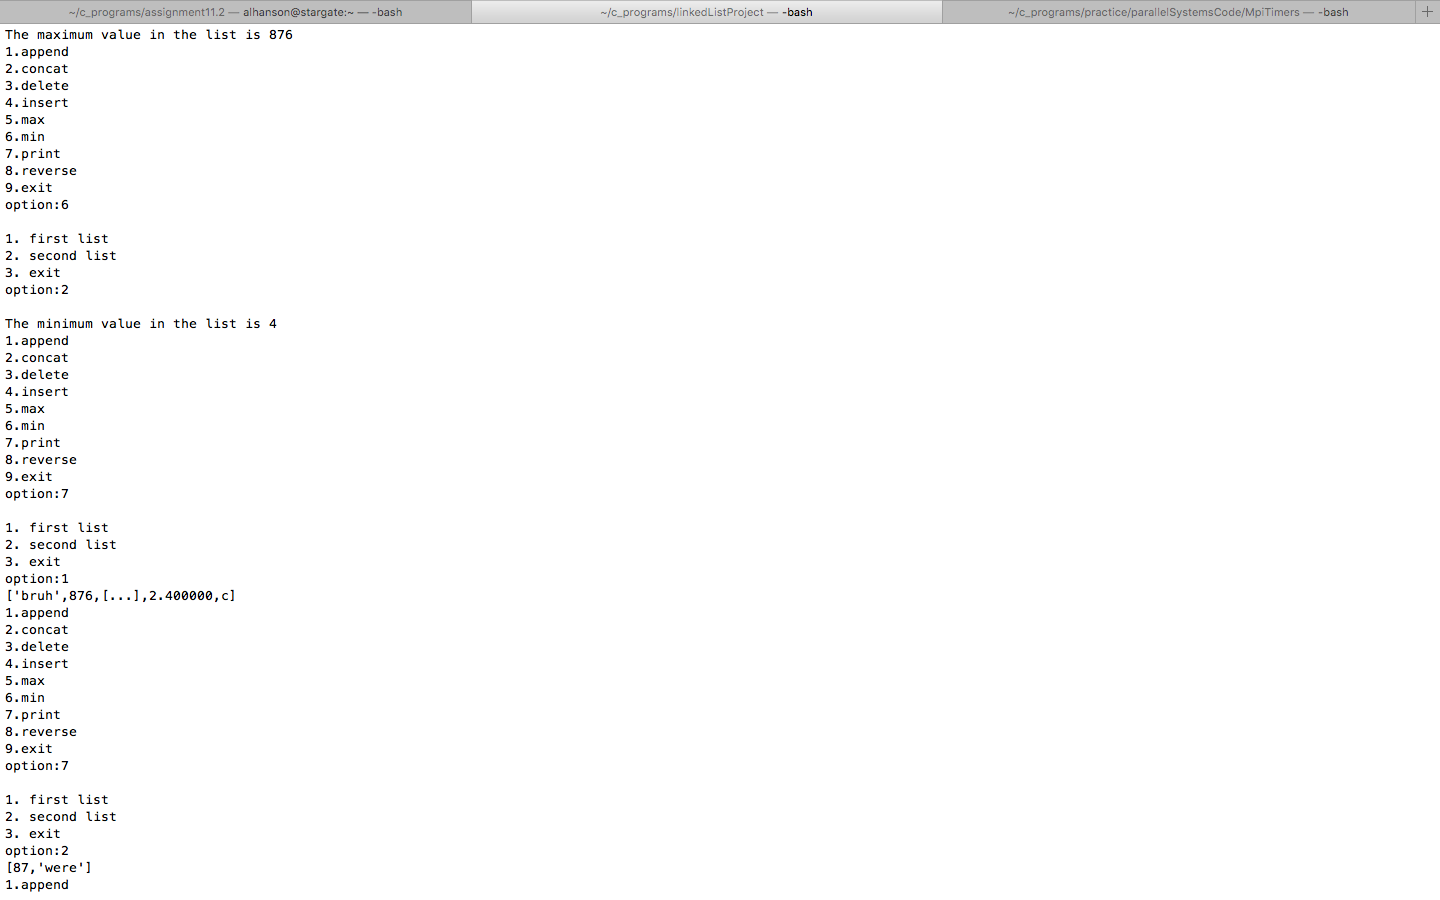 ~/c_programs/assignment11.2 — alhanson@stargate:~ — -bash
~/c_programs/linkedListProject — -bash
~/c_programs/practice/parallelSystemsCode/MpiTimers — -bash
+
The maximum value in the list is 876
1.append
2.concat
3.delete
4.insert
5.max
6.min
7.print
8.reverse
9.exit
option:6
1. first list
2. second list
3. exit
option:2
The minimum value in the list is 4
1.append
2.concat
3.delete
4.insert
5.max
6.min
7.print
8.reverse
9.exit
option:7
1. first list
2. second list
3. exit
option:1
['bruh',876,[...],2.400000,c]
1.append
2.concat
3.delete
4.insert
5.max
6.min
7.print
8.reverse
9.exit
option:7
1. first list
2. second list
3. exit
option:2
[87,'were']
1.append